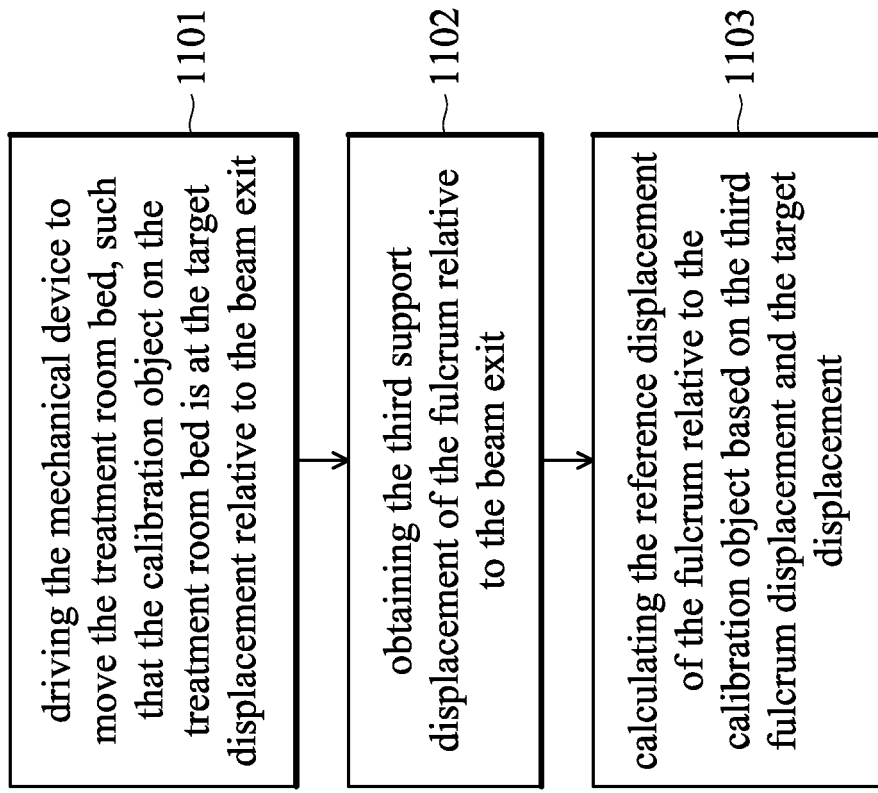 driving the mechanical device to
move the treatment room bed, such
that the calibration object on the
treatment room bed is at the target
displacement relative to the beam exit
1101
obtaining the third support
displacement of the fulcrum relative
to the beam exit
1102
calculating the reference displacement
of the fulcrum relative to the
calibration object based on the third
fulcrum displacement and the target
displacement
1103